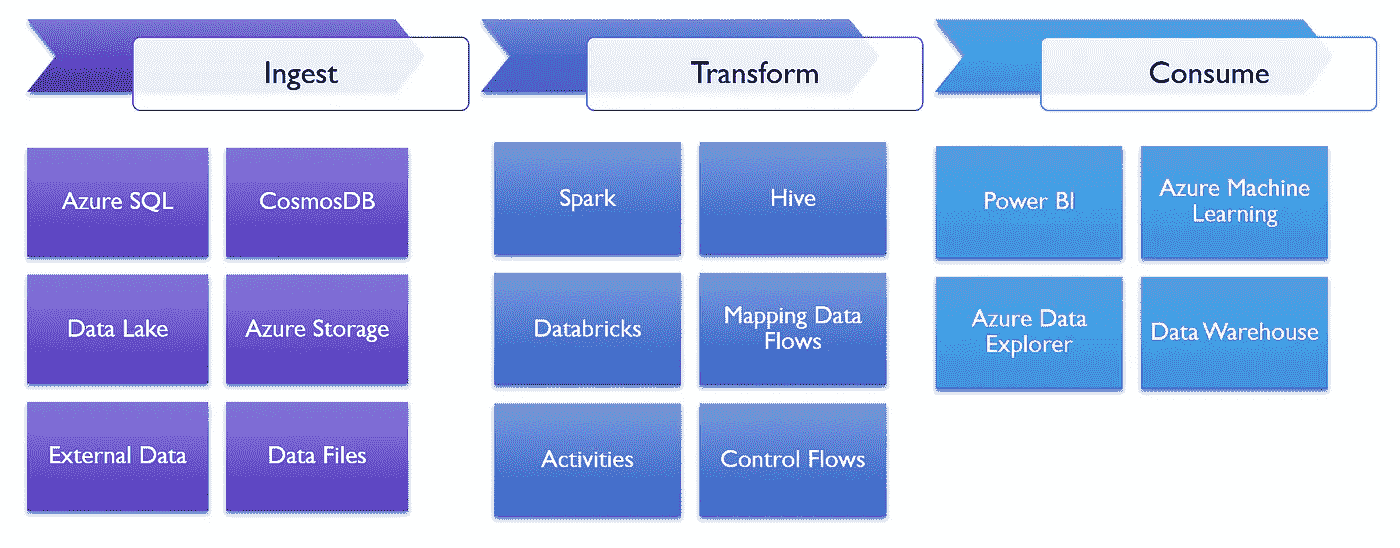 Ingest
Transform
Consume
Azure SQL
CosmosDB
Data Lake
Azure Storage
External Data
Data Files
Spark
Hive
Databricks
Mapping Data
Flows
Activities
Control Flows
Power BI
Azure Machine
Learning
Azure Data
Explorer
Data Warehouse